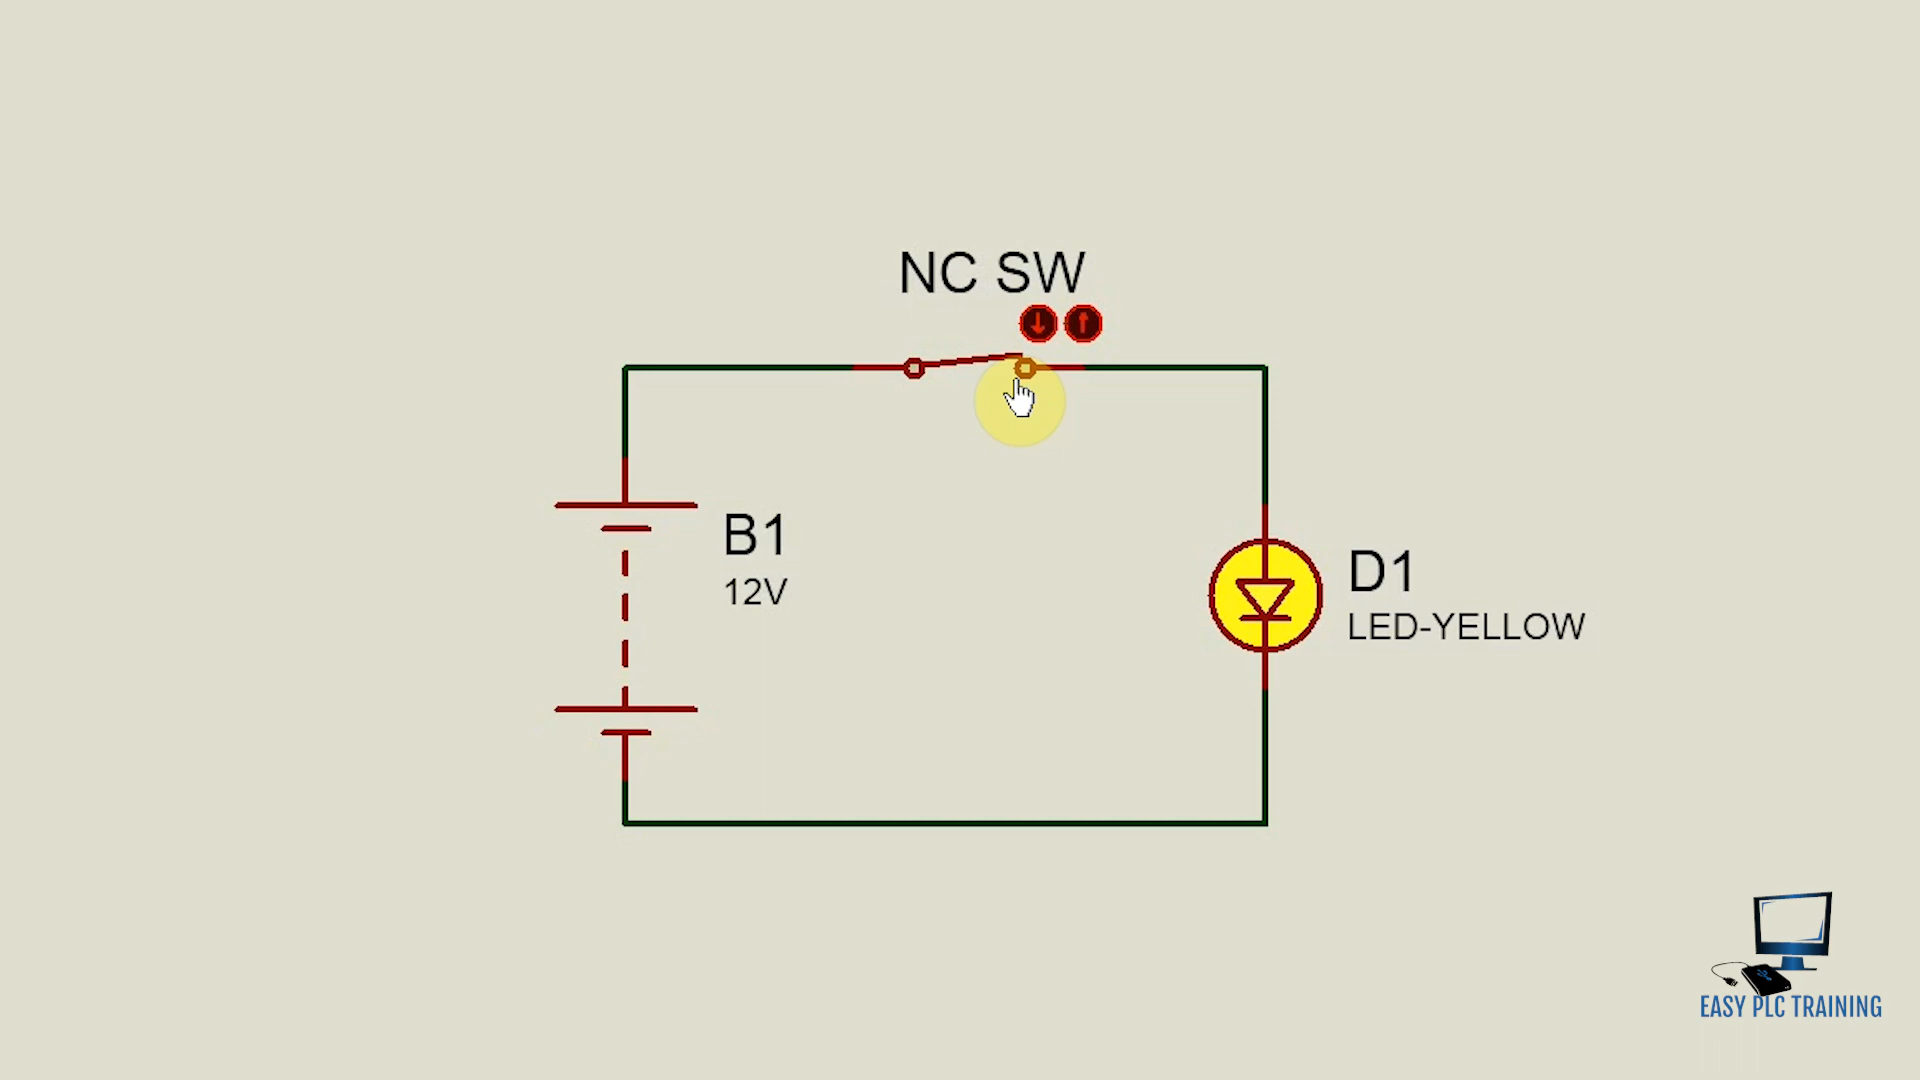 NC SW
B1
12V
D1
LED-YELLOW
EASY PLC TRAINING